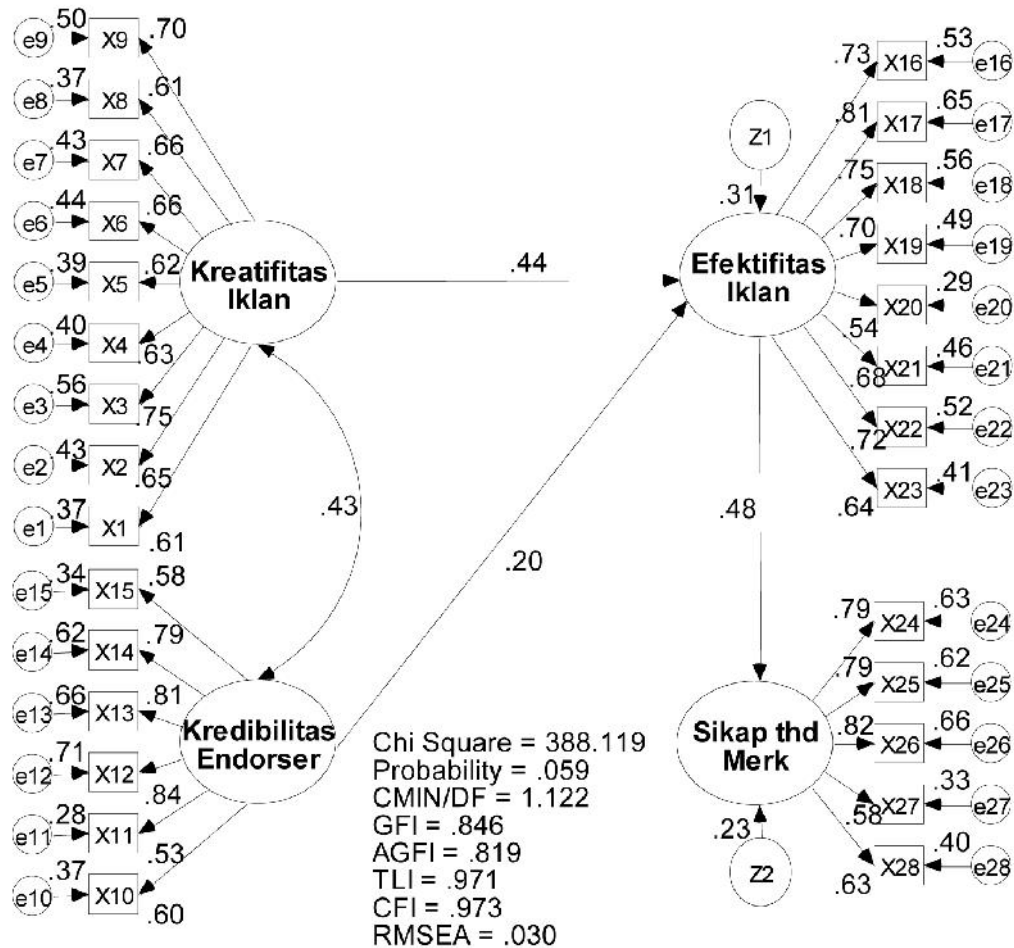 e9 .50 X9 .70
e8 .37 X8 .61
e7 .43 X7 .66
e6 .44 X6 .66
e5 .39 X5 .62
e4 .40 X4 .63
e3 .56 X3 .75
e2 .43 X2 .65
e1 .37 X1 .61
e15 .34 X15 .58
e14 .62 X14 .79
e13 .66 X13 .81
e12 .71 X12 .84
e11 .28 X11 .53
e10 .37 X10 .60
Kreatifitas
Iklan
.44
.43
.20
Kredibilitas
Endorser
Z1
.31
Efektifitas
Iklan
.73 X16 .53 e16
.81 X17 .65 e17
.75 X18 .56 e18
.70 X19 .49 e19
.54 X20 .29 e20
.68 X21 .46 e21
.72 X22 .52 e22
.64 X23 .41 e23
.48
Sikap thd
Merk
.23
Z2
.79 X24 .63 e24
.79 X25 .62 e25
.82 X26 .66 e26
.58 X27 .33 e27
.63 X28 .40 e28
Chi Square = 388.119
Probability = .059
CMIN/DF = 1.122
GFI = .846
AGFI = .819
TLI = .971
CFI = .973
RMSEA = .030